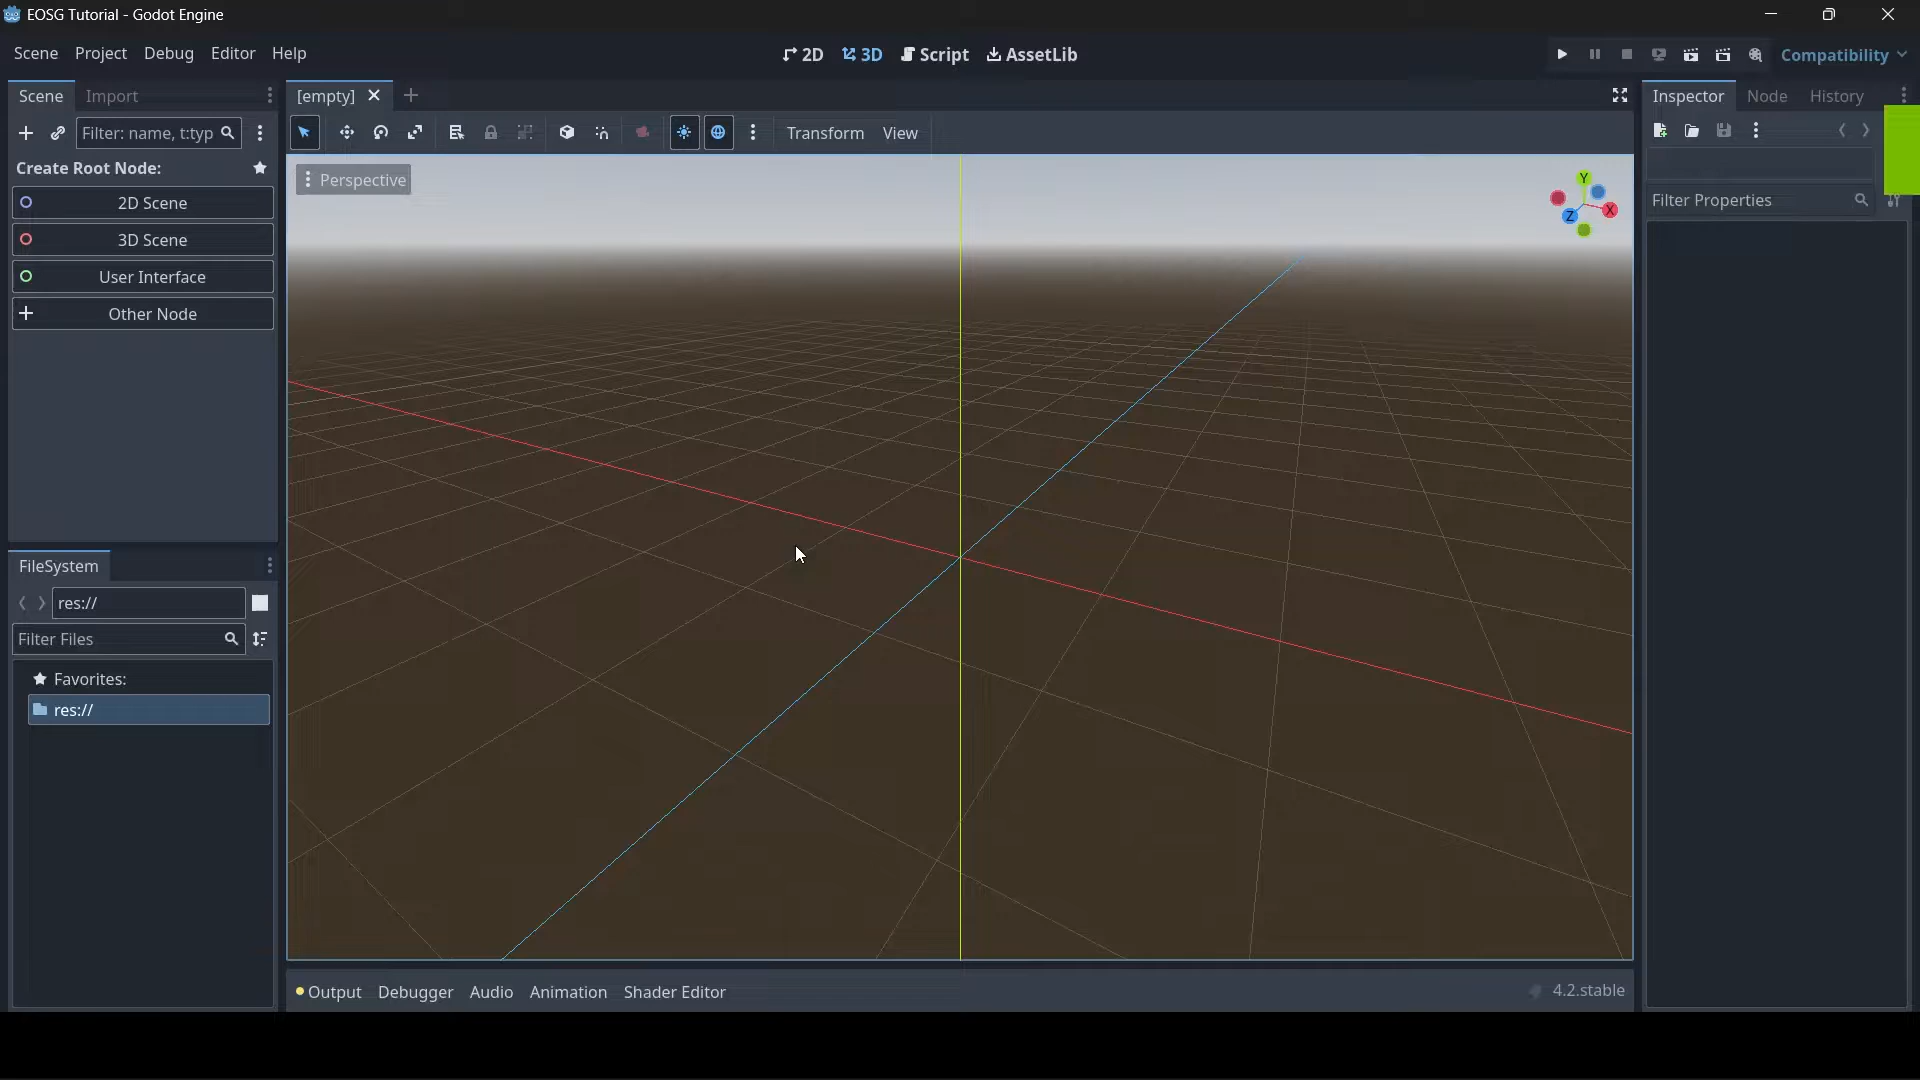 EOSG Tutorial - Godot Engine
Scene Project Debug Editor Help
2D 3D Script AssetLib
Compatibility
Scene Import
[empty]
Inspector Node History
Filter: name, t:typ
Transform View
Create Root Node:
Perspective
Y
X
Z
Filter Properties
2D Scene
3D Scene
User Interface
Other Node
FileSystem
res://
Filter Files
Favorites:
res://
Output Debugger Audio Animation Shader Editor
4.2.stable